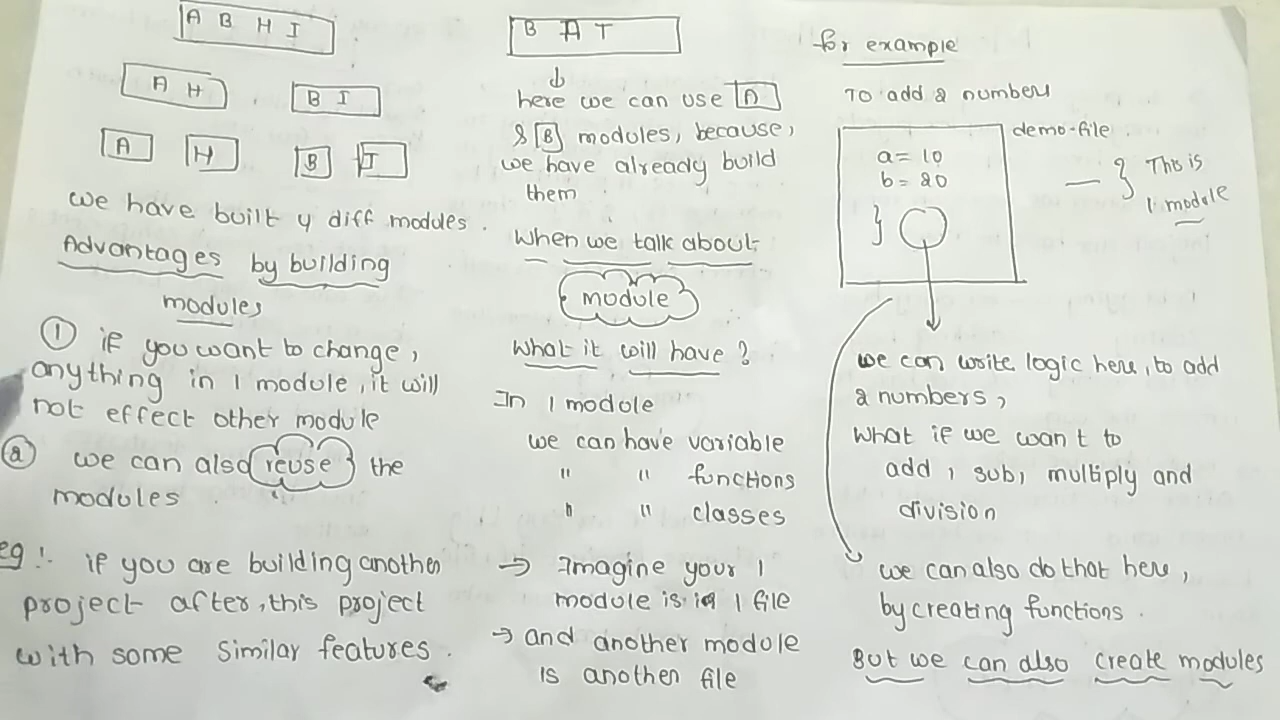 A B H I
A H
B I
A
H
B
I
we have built 4 diff modules.
Advantages by building
modules
① if you want to change,
anything in 1 module, it will
not effect other module
② we can also reuse the
modules
eg:- if you are building another
project after, this project
with some similar features.
B A T
here we can use A
& B modules, because,
we have already build
them
When we talk about
module
What it will have?
In 1 module
we can have variable
" " functions
" " classes
→ Imagine your 1
module is in 1 file
→ and another module
is another file
for example
To add 2 numbers
demo-file.
a = 10
b = 20
} This is
1 module
}
we can write logic here, to add
2 numbers,
What if we want to
add, sub, multiply and
division
we can also do that here,
by creating functions.
But we can also create modules